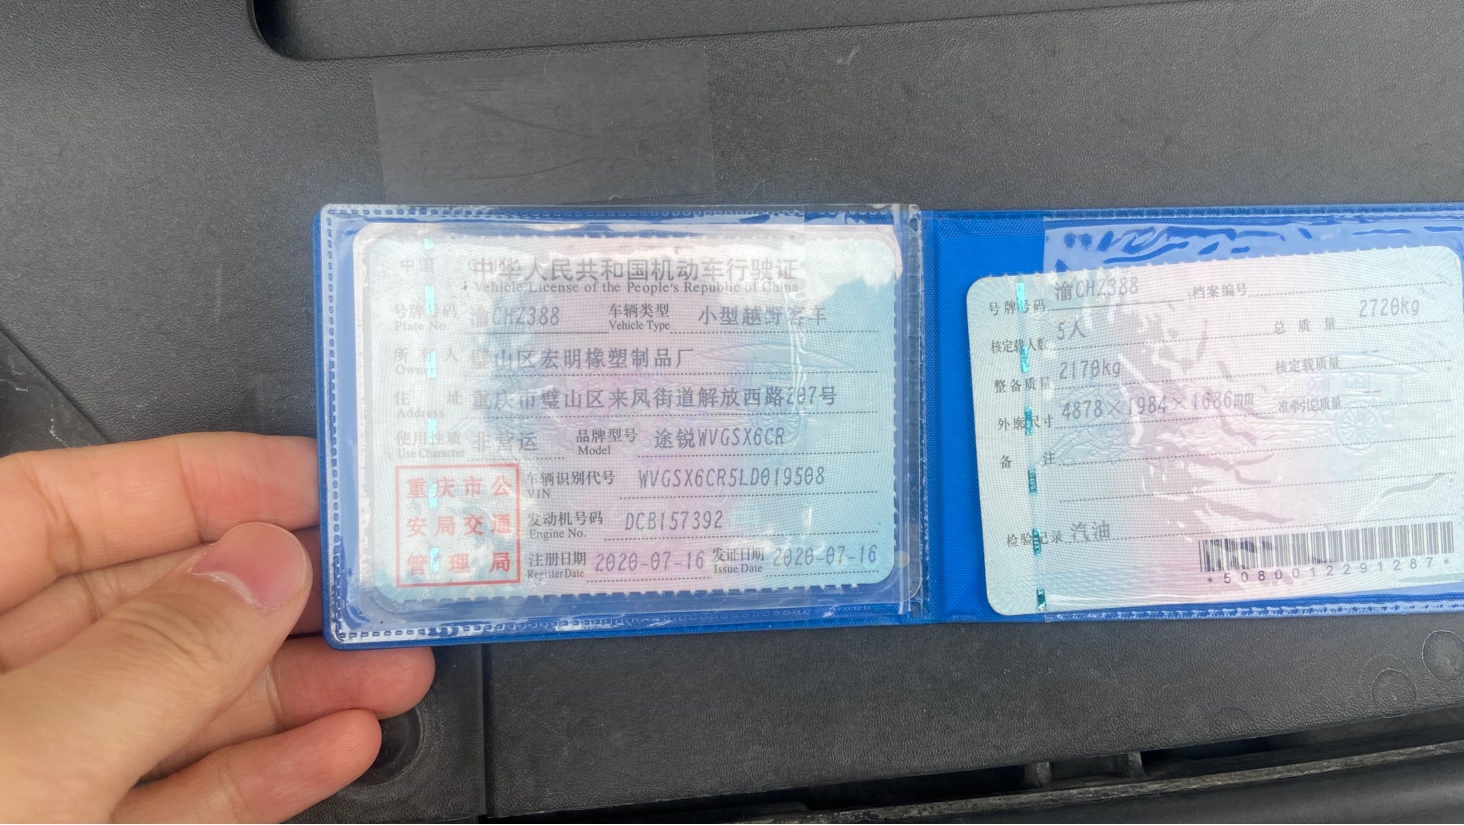 中华人民共和国机动车行驶证
Vehicle License of the People's Republic of China
号牌号码 渝CHZ388 车辆类型 小型越野客车
Plate No. Vehicle Type
所有人 璧山区宏明橡塑制品厂
Owner
住址 重庆市璧山区来凤街道解放西路207号
Address
使用性质 非营运 品牌型号 途锐WVGSX6CR
Use Character Model
重庆市公
安局交通
管理局
车辆识别代号 WVGSX6CR5LD019508
VIN
发动机号码 DCB157392
Engine No.
注册日期 2020-07-16 发证日期 2020-07-16
Register Date Issue Date
号牌号码 渝CHZ388 档案编号
核定载人数 5人 总质量 2720kg
整备质量 2170kg 核定载质量 --
外廓尺寸 4878×1984×1686mm 准牵引总质量 --
备注
检验记录 汽油
*5080012291287*